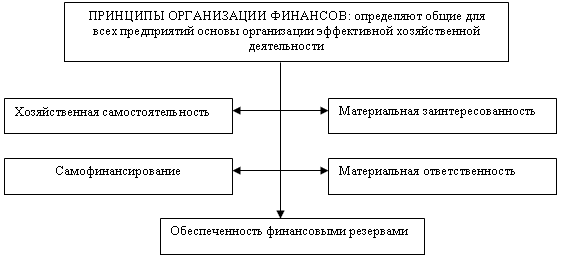 ПРИНЦИПЫ ОРГАНИЗАЦИИ ФИНАНСОВ: определяют общие для
всех предприятий основы организации эффективной хозяйственной
деятельности
Хозяйственная самостоятельность
Материальная заинтересованность
Самофинансирование
Материальная ответственность
Обеспеченность финансовыми резервами